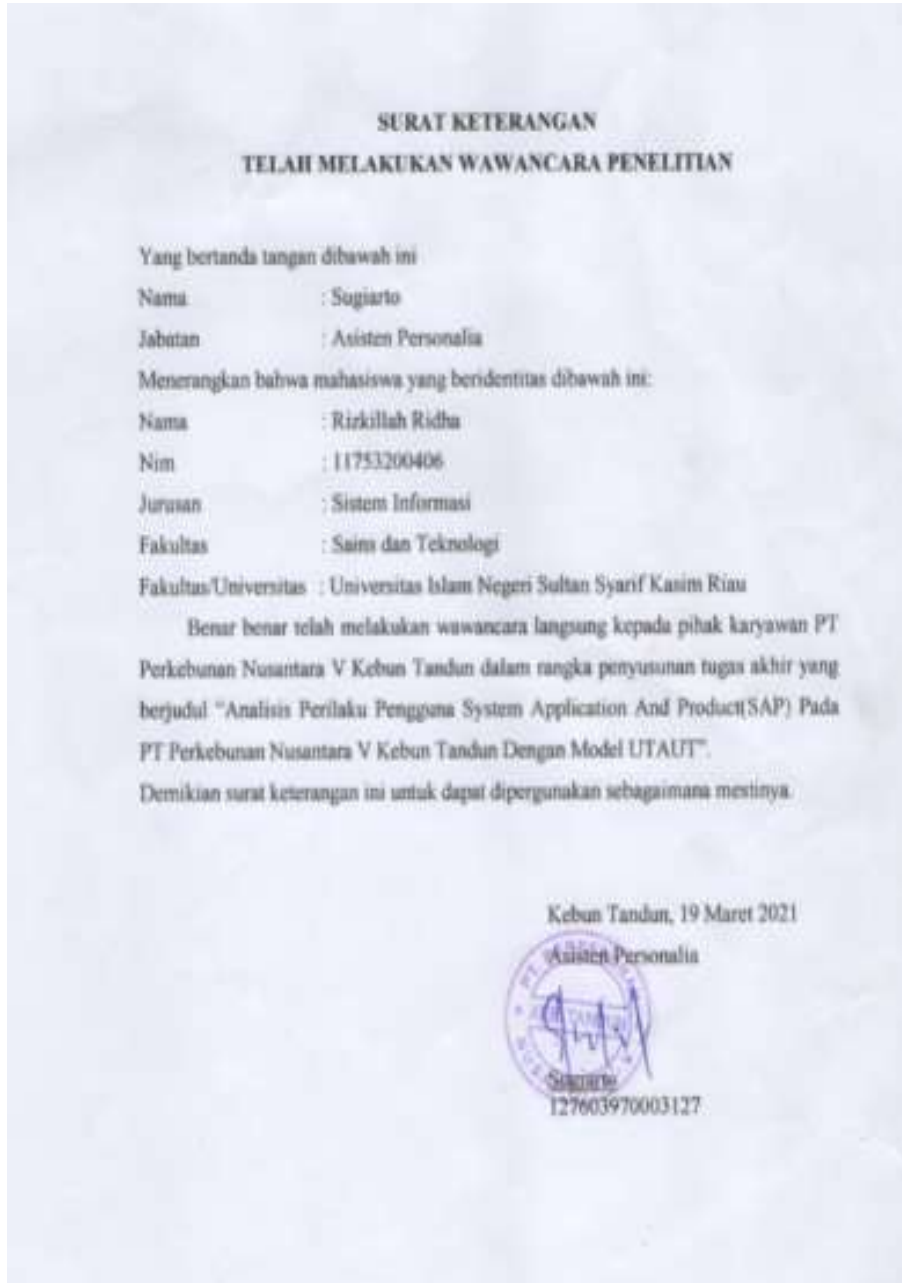 SURAT KETERANGAN
TELAH MELAKUKAN WAWANCARA PENELITIAN
Yang bertanda tangan dibawah ini
Nama : Sugiarto
Jabatan : Asisten Personalia
Menerangkan bahwa mahasiswa yang beridentitas dibawah ini:
Nama : Rizkillah Ridha
Nim : 11753200406
Jurusan : Sistem Informasi
Fakultas : Sains dan Teknologi
Fakultas/Universitas : Universitas Islam Negeri Sultan Syarif Kasim Riau
Benar benar telah melakukan wawancara langsung kepada pihak karyawan PT
Perkebunan Nusantara V Kebun Tandun dalam rangka penyusunan tugas akhir yang
berjudul “Analisis Perilaku Pengguna System Application And Product(SAP) Pada
PT Perkebunan Nusantara V Kebun Tandun Dengan Model UTAUT”.
Demikian surat keterangan ini untuk dapat dipergunakan sebagaimana mestinya.
Kebun Tandun, 19 Maret 2021
Asisten Personalia
Sugiarto
127603970003127